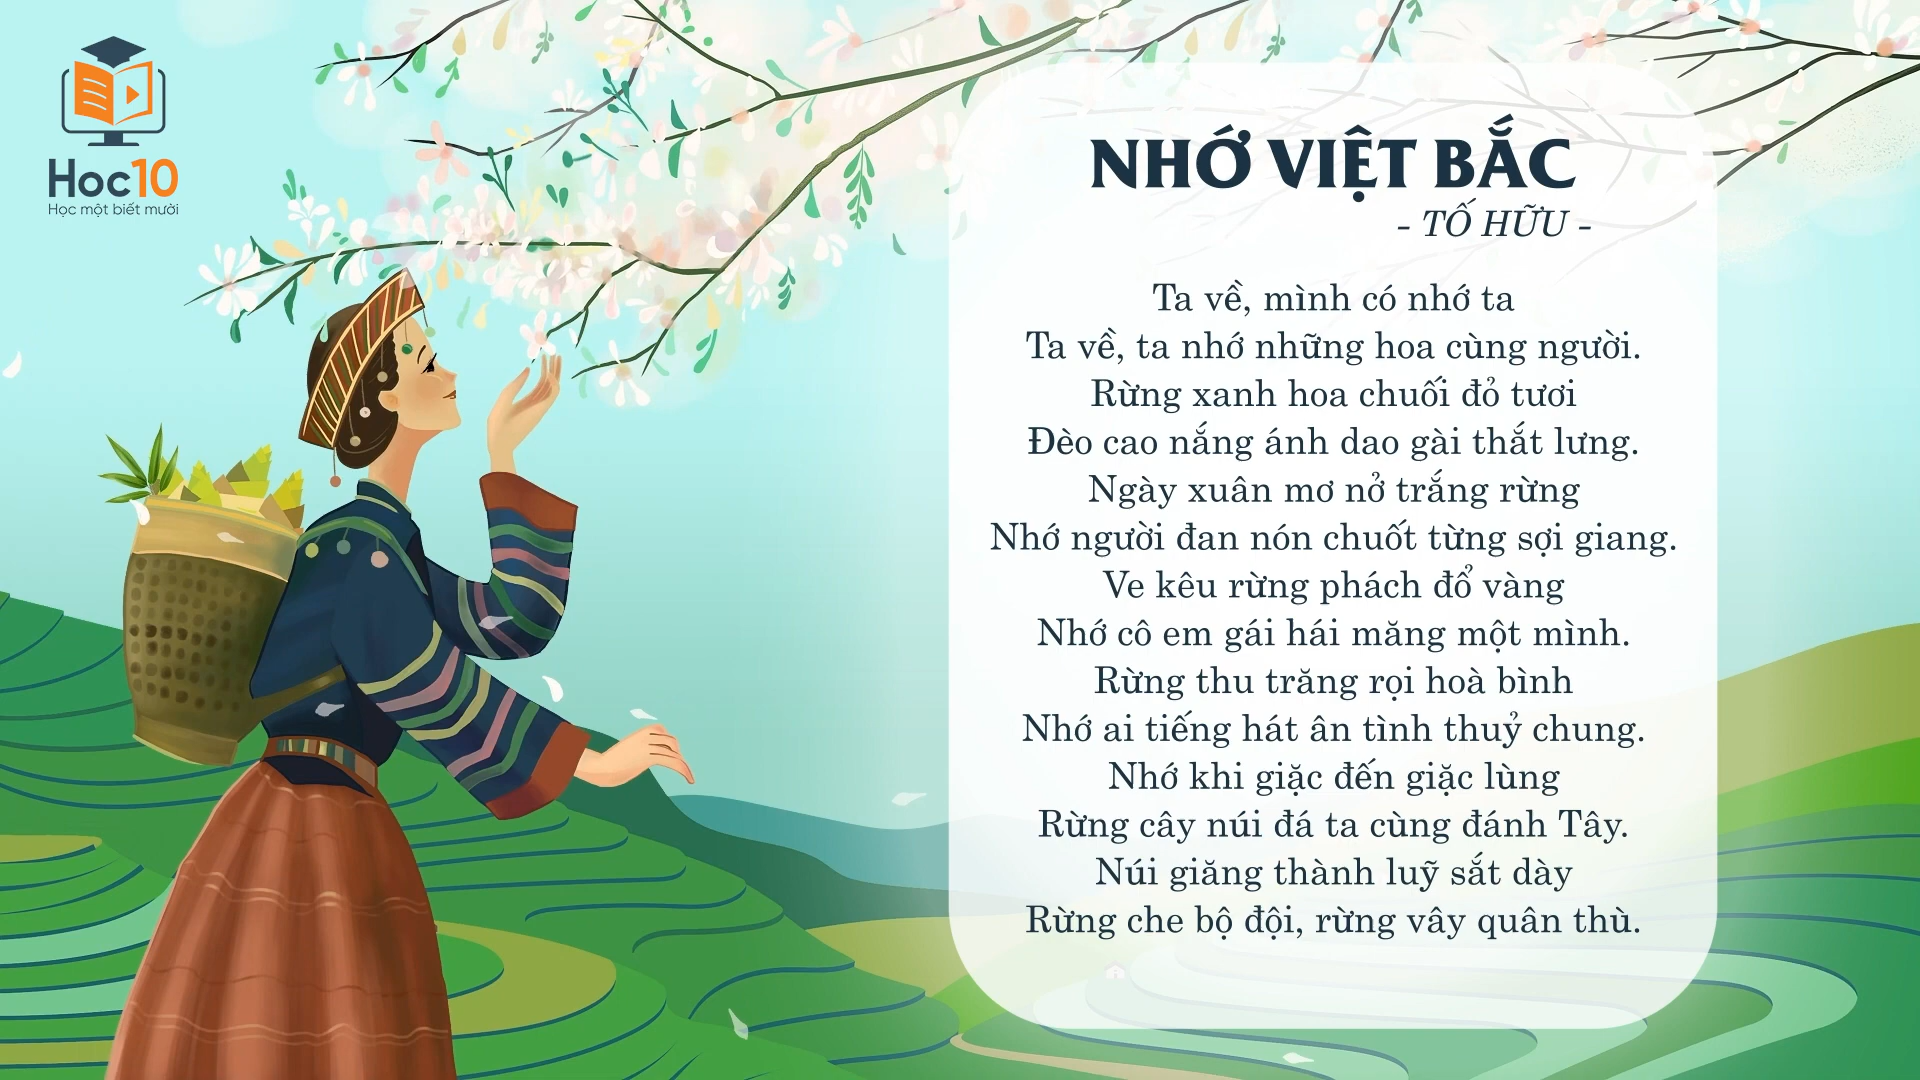 Hoc10
Học một biết mười
NHỚ VIỆT BẮC
- TỐ HỮU -
Ta về, mình có nhớ ta
Ta về, ta nhớ những hoa cùng người.
Rừng xanh hoa chuối đỏ tươi
Đèo cao nắng ánh dao gài thắt lưng.
Ngày xuân mơ nở trắng rừng
Nhớ người đan nón chuốt từng sợi giang.
Ve kêu rừng phách đổ vàng
Nhớ cô em gái hái măng một mình.
Rừng thu trăng rọi hoà bình
Nhớ ai tiếng hát ân tình thuỷ chung.
Nhớ khi giặc đến giặc lùng
Rừng cây núi đá ta cùng đánh Tây.
Núi giăng thành luỹ sắt dày
Rừng che bộ đội, rừng vây quân thù.